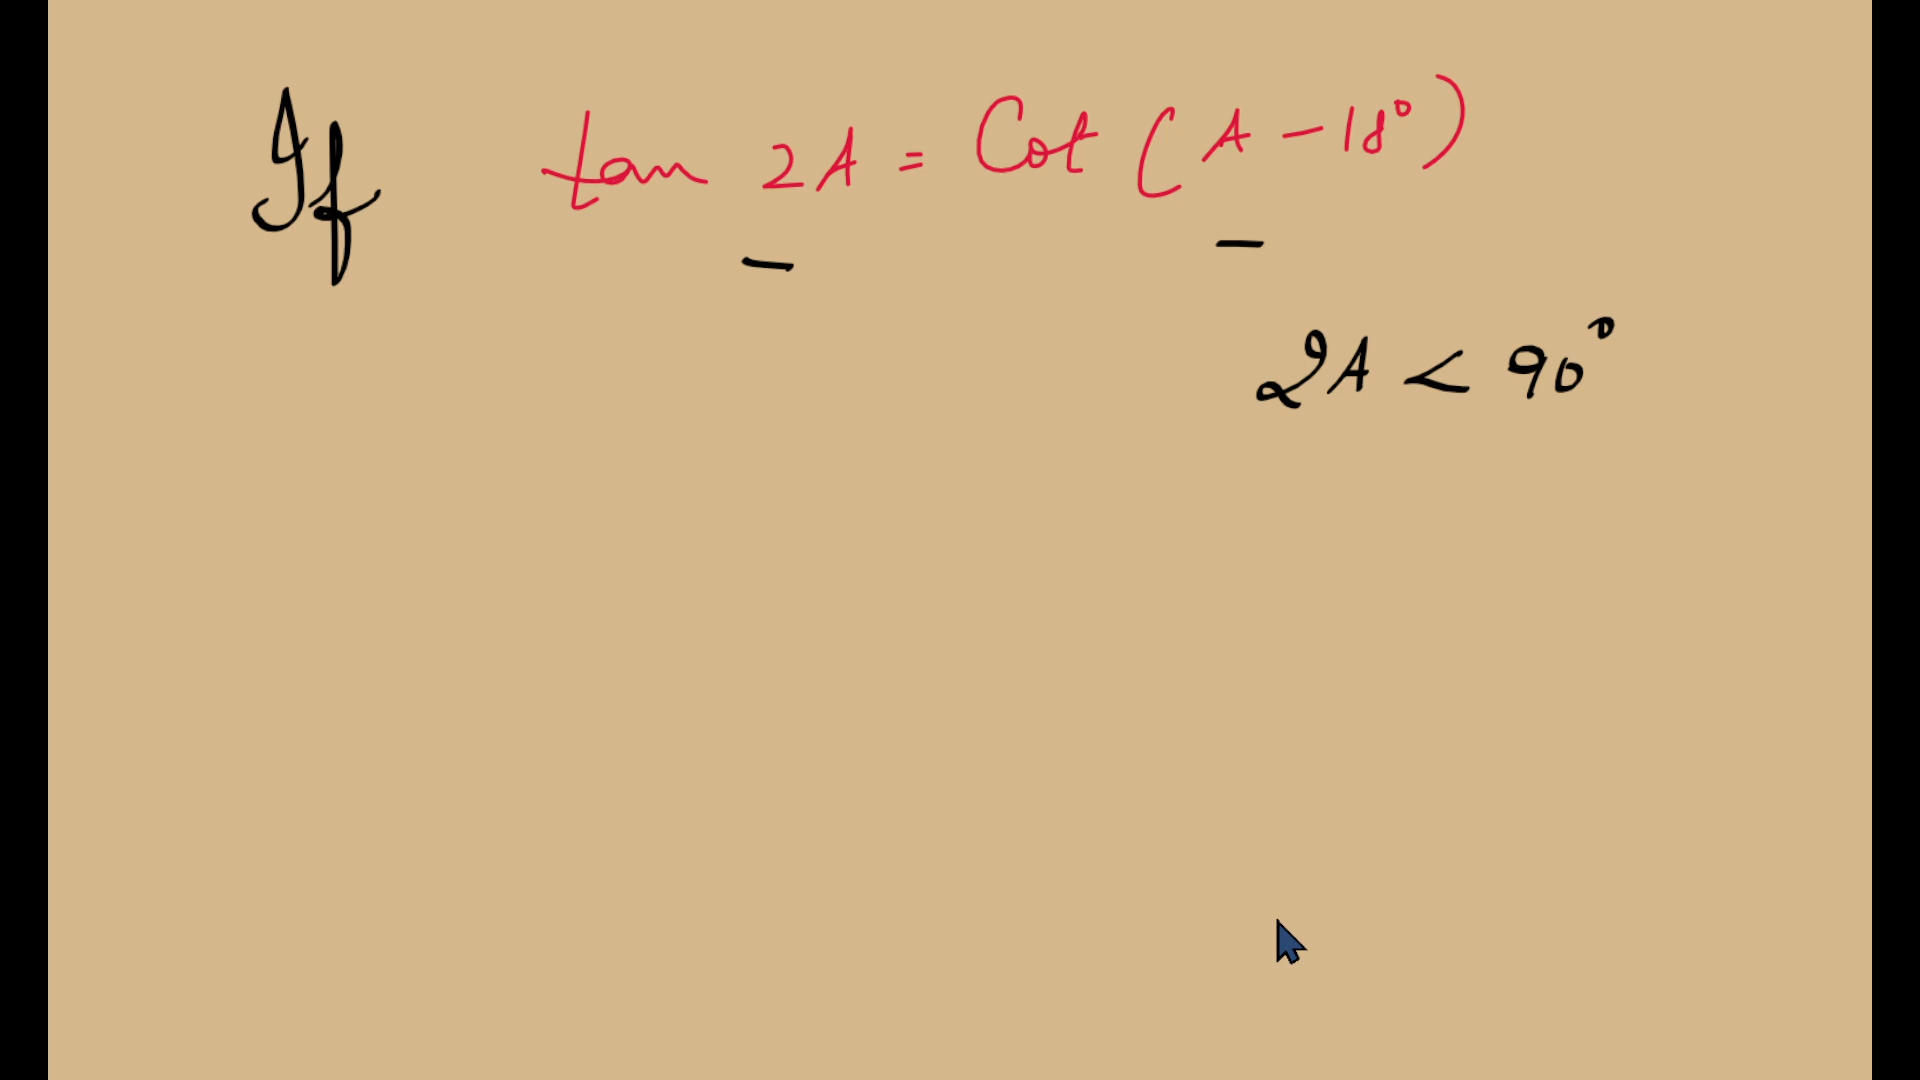 If tan 2A = Cot (A - 18°)
2A < 90°